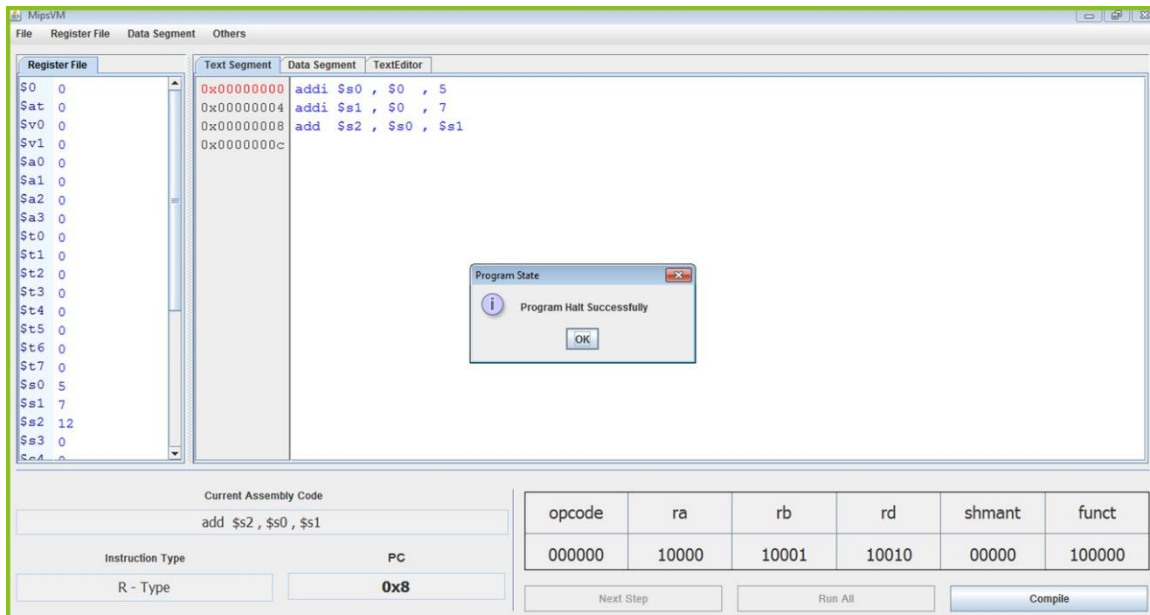 MipsVM
File Register File Data Segment Others
Register File
$0 0
$at 0
$v0 0
$v1 0
$a0 0
$a1 0
$a2 0
$a3 0
$t0 0
$t1 0
$t2 0
$t3 0
$t4 0
$t5 0
$t6 0
$t7 0
$s0 5
$s1 7
$s2 12
$s3 0
$s4 0
Text Segment Data Segment TextEditor
0x00000000 addi $s0 , $0 , 5
0x00000004 addi $s1 , $0 , 7
0x00000008 add $s2 , $s0 , $s1
0x0000000c
Program State
Program Halt Successfully
OK
Current Assembly Code
add $s2 , $s0 , $s1
Instruction Type PC
R - Type 0x8
opcode ra rb rd shmant funct
000000 10000 10001 10010 00000 100000
Next Step Run All Compile